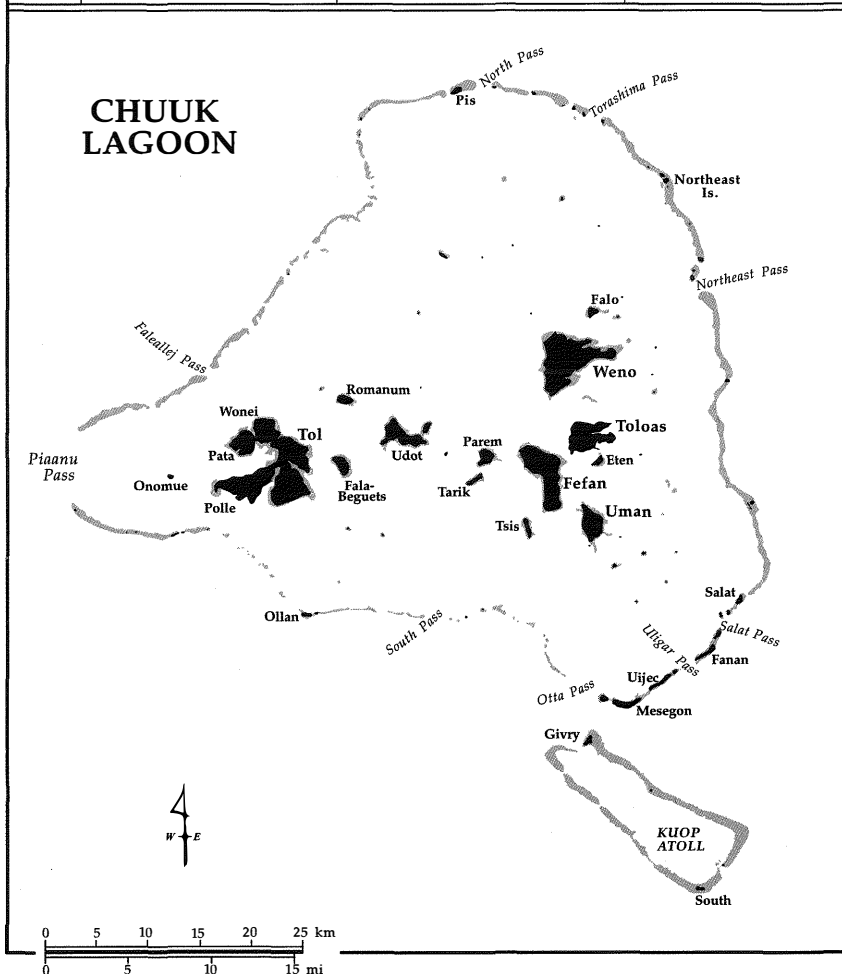 CHUUK
LAGOON
North Pass
Pis
Torashima Pass
Northeast
Is.
Northeast Pass
Falo
Faleallej Pass
Weno
Romanum
Wonei
Tol
Toloas
Pata
Udot
Parem
Eten
Piaanu
Pass
Onomue
Fala-
Beguets
Tarik
Fefan
Polle
Tsis
Uman
Ollan
Salat
South Pass
Salat Pass
Uligar Pass
Fanan
Uijec
Otta Pass
Mesegon
Givry
KUOP
ATOLL
W E
South
0 5 10 15 20 25 km
0 5 10 15 mi